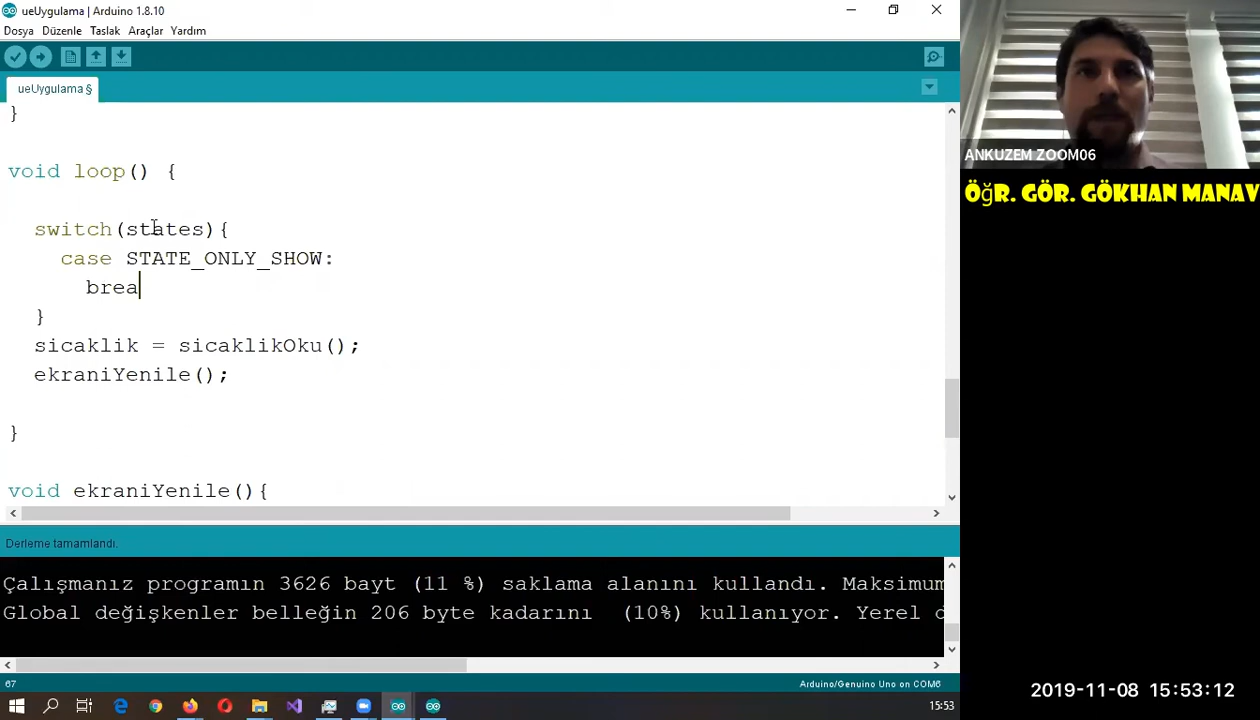 ueUygulama | Arduino 1.8.10
Dosya Düzenle Taslak Araçlar Yardım
ueUygulama §
}
void loop() {
switch(states){
case STATE_ONLY_SHOW:
brea
}
sicaklik = sicaklikOku();
ekraniYenile();
}
void ekraniYenile(){
Derleme tamamlandı.
Çalışmanız programın 3626 bayt (11 %) saklama alanını kullandı. Maksimum
Global değişkenler belleğin 206 byte kadarını (10%) kullanıyor. Yerel d
67
Arduino/Genuino Uno on COM6
15:53
ANKUZEM ZOOM06
ÖğR. GÖR. GÖKHAN MANAV
2019-11-08 15:53:12